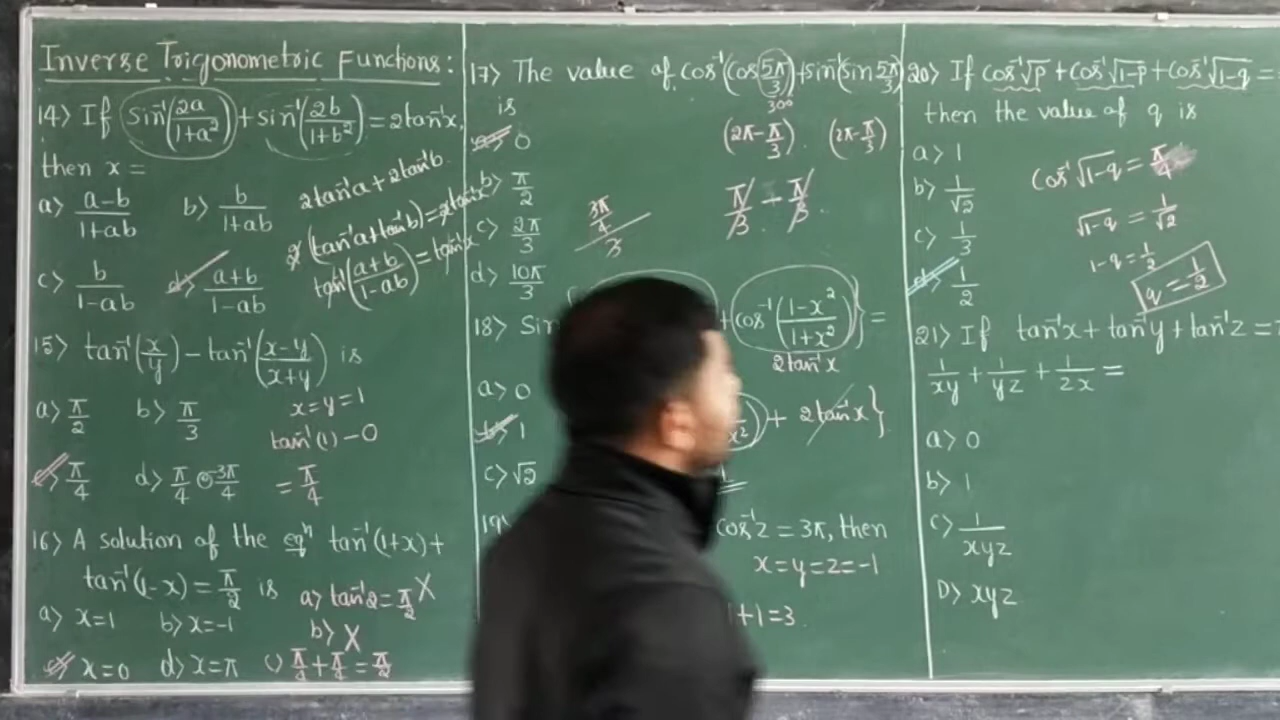 Inverse Trigonometric Functions:
14> If sin⁻¹(2a/1+a²) + sin⁻¹(2b/1+b²) = 2tan⁻¹x,
then x =
a> a-b/1+ab b> b/1+ab
c> b/1-ab d> a+b/1-ab
2tan⁻¹a + 2tan⁻¹b
2(tan⁻¹a + tan⁻¹b) = 2tan⁻¹x
tan⁻¹(a+b/1-ab) = tan⁻¹x
15> tan⁻¹(x/y) - tan⁻¹(x-y/x+y) is
a> π/2 b> π/3
c> π/4 d> π/4 or -3π/4
x=y=1
tan⁻¹(1) - 0
= π/4
16> A solution of the eqⁿ tan⁻¹(1+x) +
tan⁻¹(1-x) = π/2 is
a> x=1 b> x=-1
c> x=0 d> x=π
a> tan⁻¹2 = π/2 X
b> X
c) π/4 + π/4 = π/2
17> The value of cos⁻¹(cos 5π/3) + sin⁻¹(sin 5π/3)
is
300
a> 0
b> π/2
c> 2π/3
d> 10π/3
(2π-π/3) (2π-π/3)
π/3 - π/3
3π/4/3
18> Sin
+ cos⁻¹(1-x²/1+x²)} =
2tan⁻¹x
a> 0
b> 1
c> √2
x²) + 2tan⁻¹x}
19>
cos⁻¹z = 3π, then
x=y=z=-1
1+1=3
20> If cos⁻¹√p + cos⁻¹√1-p + cos⁻¹√1-q =
then the value of q is
a> 1
b> 1/√2
c> 1/3
d> 1/2
cos⁻¹√1-q = π/4
√1-q = 1/√2
1-q = 1/2
q = 1/2
21> If tan⁻¹x + tan⁻¹y + tan⁻¹z =
1/xy + 1/yz + 1/zx =
a> 0
b> 1
c> 1/xyz
D> xyz